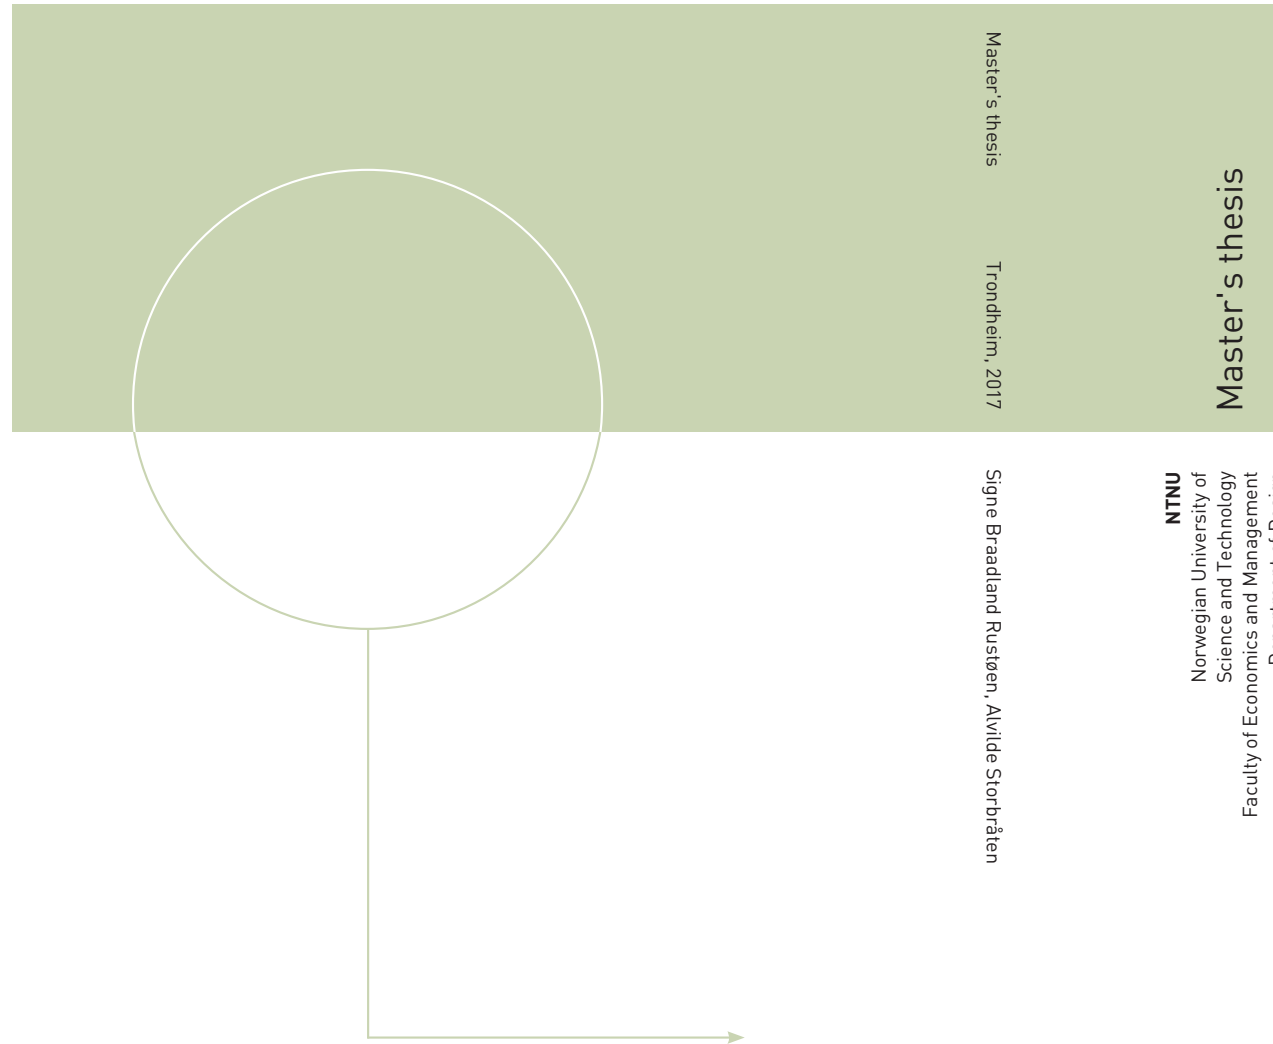 Master's thesis
Trondheim, 2017
Signe Braadland Rustøen, Alvilde Storbråten
Master's thesis
NTNU
Norwegian University of
Science and Technology
Faculty of Economics and Management